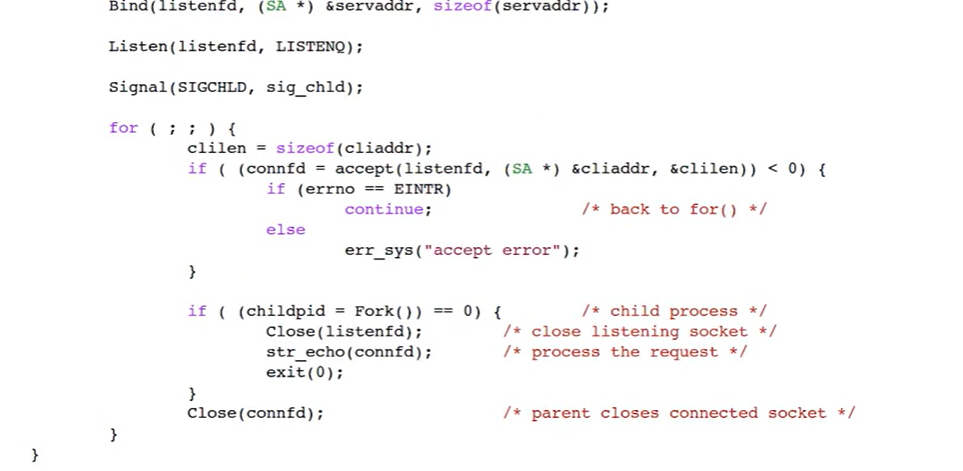 Bind(listenfd, (SA *) &servaddr, sizeof(servaddr));
Listen(listenfd, LISTENQ);
Signal(SIGCHLD, sig_chld);
for ( ; ; ) {
clilen = sizeof(cliaddr);
if ( (connfd = accept(listenfd, (SA *) &cliaddr, &clilen)) < 0) {
if (errno == EINTR)
continue; /* back to for() */
else
err_sys("accept error");
}
if ( (childpid = Fork()) == 0) { /* child process */
Close(listenfd); /* close listening socket */
str_echo(connfd); /* process the request */
exit(0);
}
Close(connfd); /* parent closes connected socket */
}
}